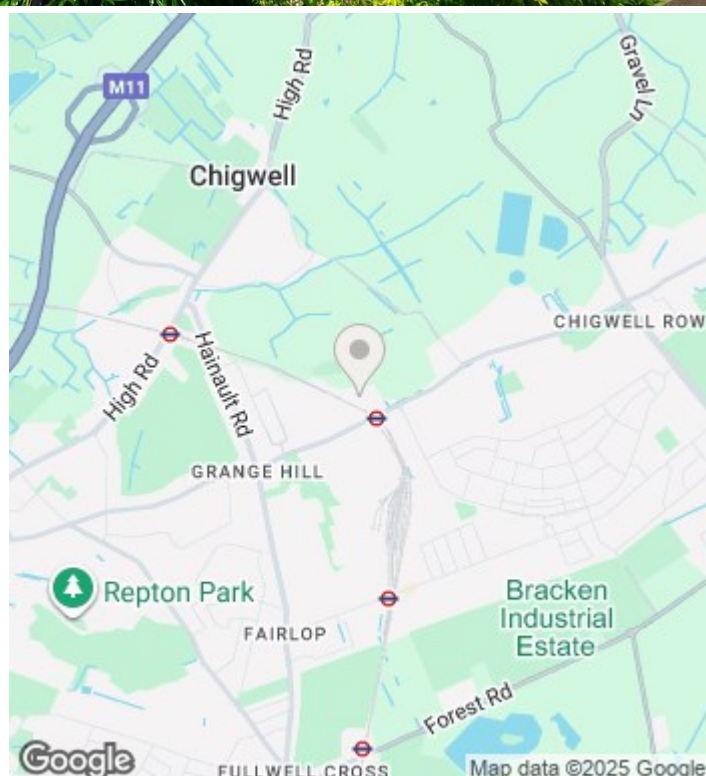 M11
High Rd
Gravel Ln
Chigwell
CHIGWELL ROW
High Rd
Hainault Rd
GRANGE HILL
Repton Park
Bracken
Industrial
Estate
FAIRLOP
Forest Rd
FULLWELL CROSS
Google
Map data ©2025 Google